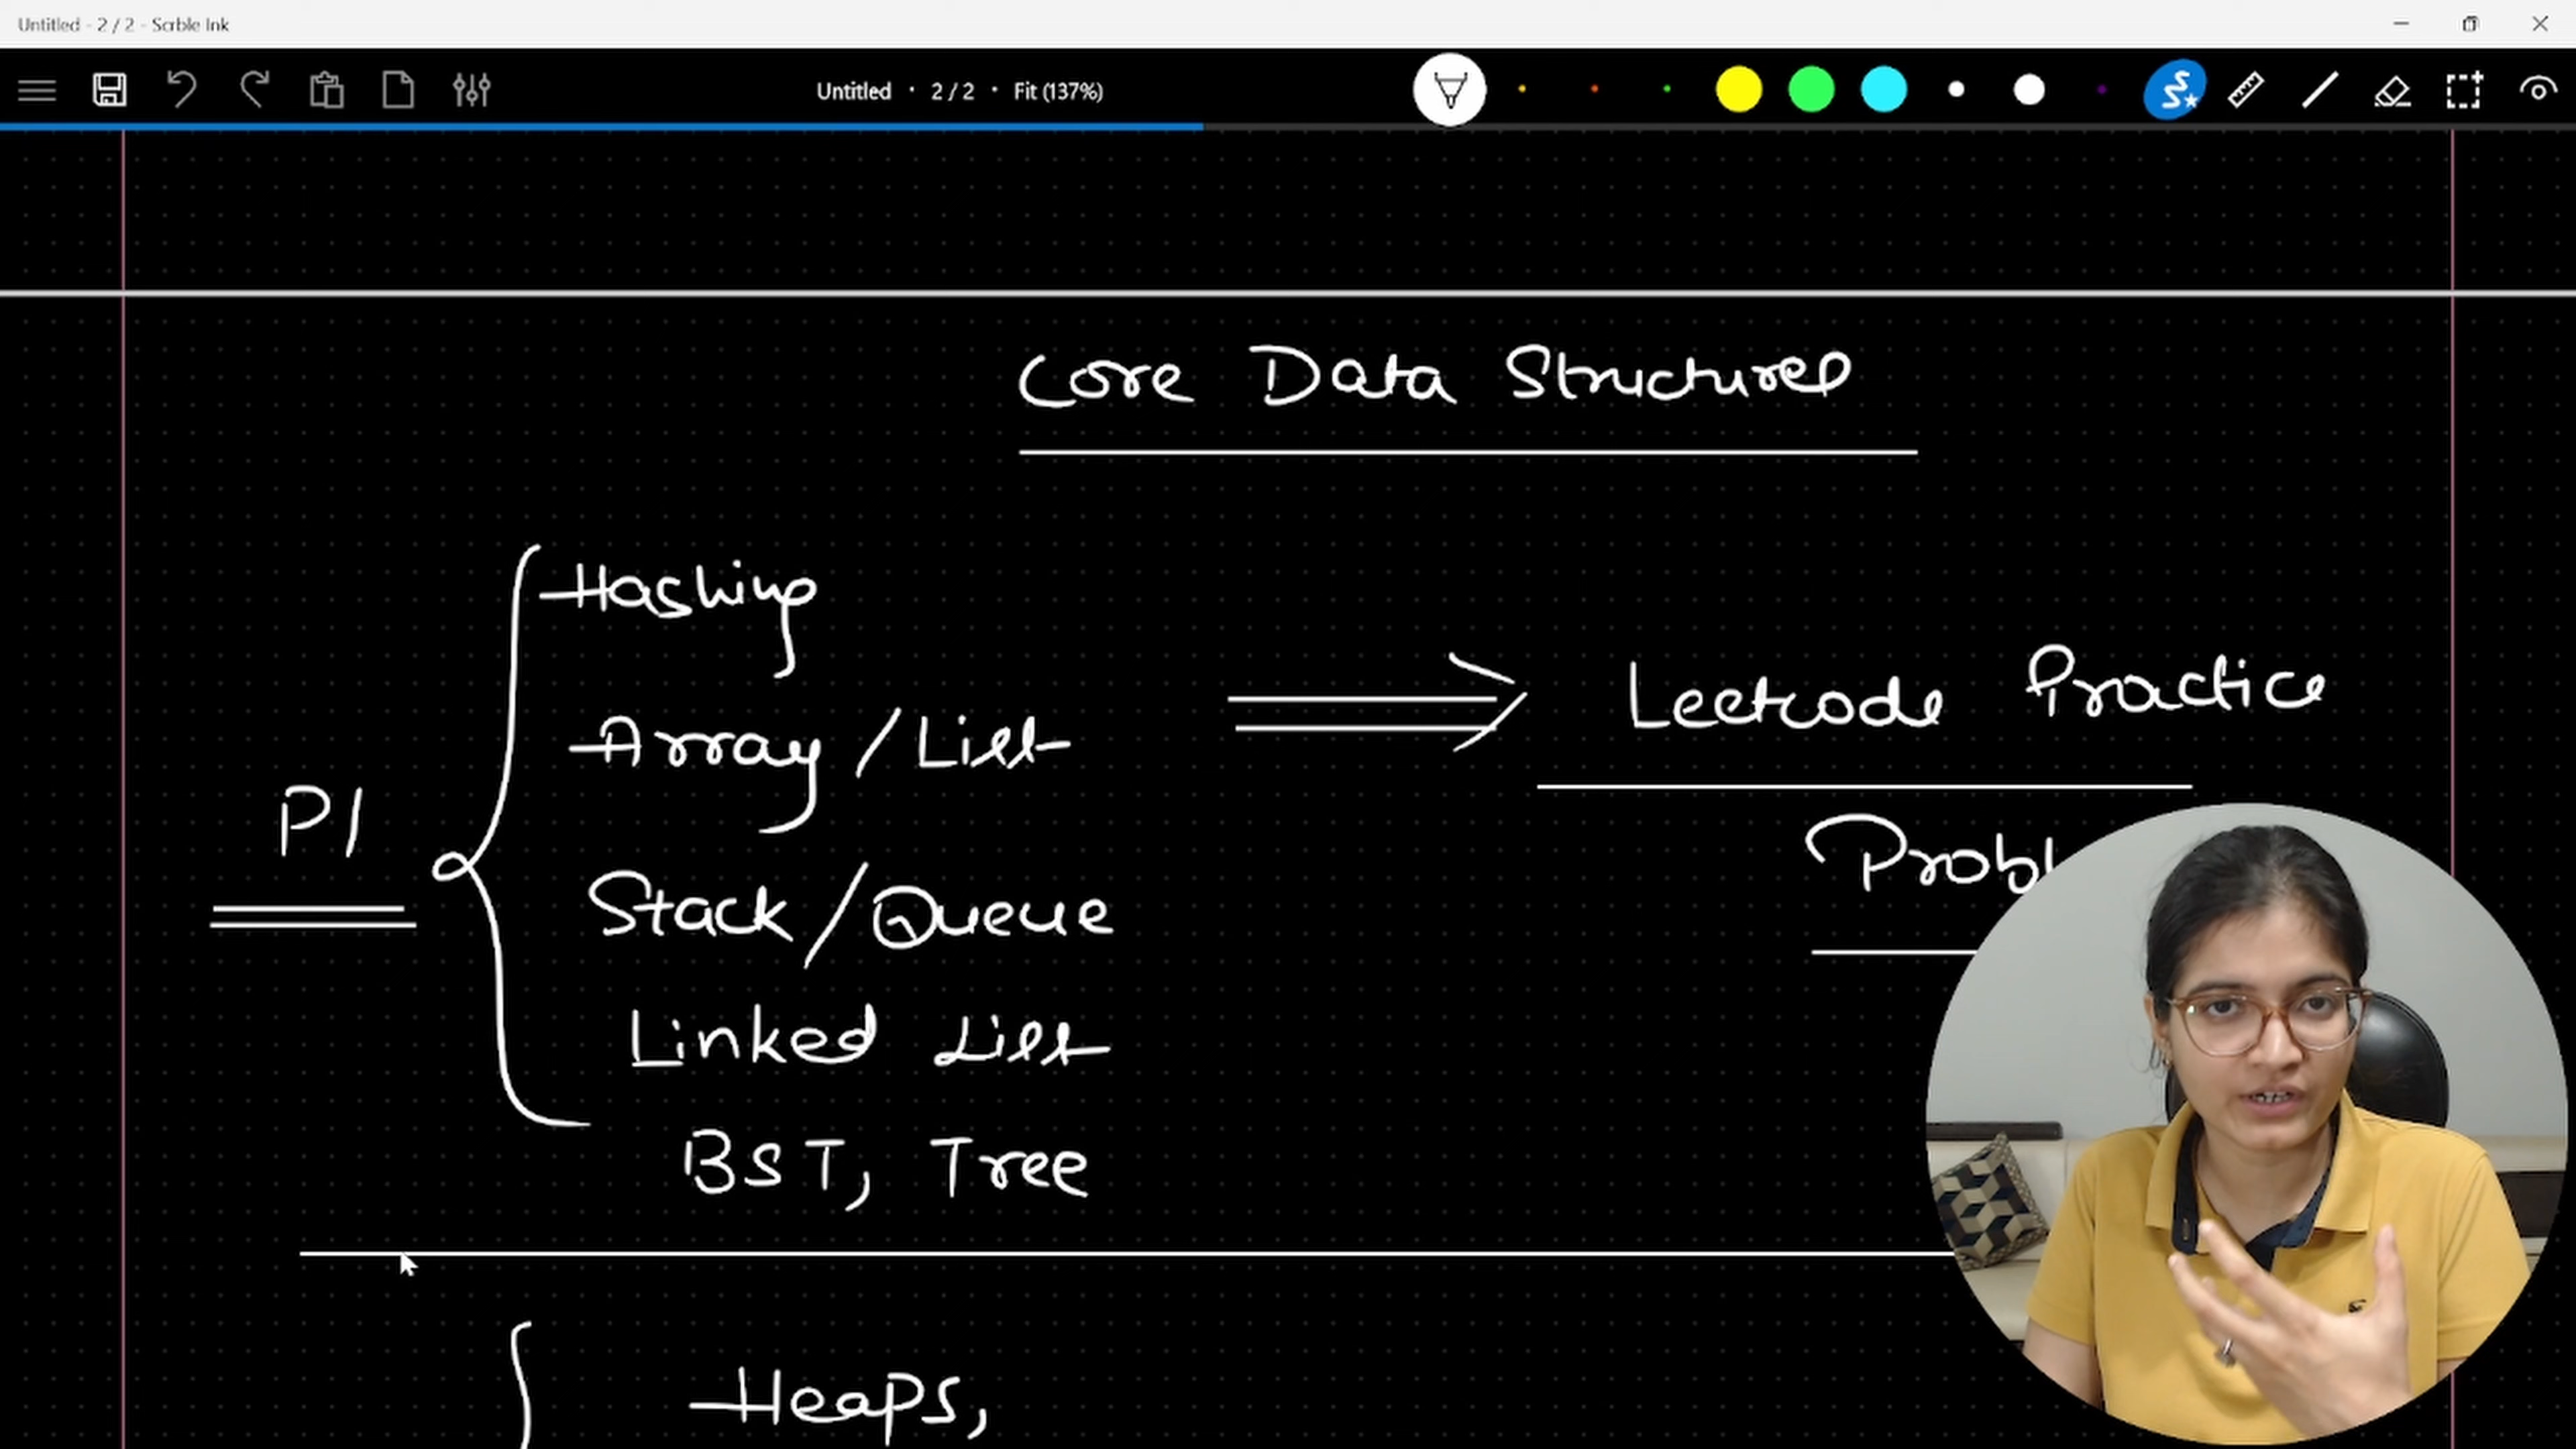 Untitled - 2 / 2 - Scrble Ink
Untitled • 2 / 2 • Fit (137%)
Core Data Structures
Hashing
Array / List
Leetcode Practice
P1
Stack / Queue
Linked List
BST, Tree
Heaps,